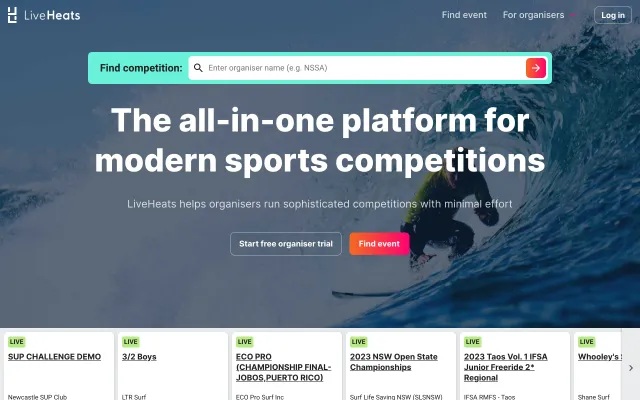 LiveHeats
Find event
For organisers
Log in
Find competition:
Enter organiser name (e.g. NSSA)
The all-in-one platform for
modern sports competitions
LiveHeats helps organisers run sophisticated competitions with minimal effort
Start free organiser trial
Find event
LIVE
SUP CHALLENGE DEMO
Newcastle SUP Club
LIVE
3/2 Boys
LTR Surf
LIVE
ECO PRO
(CHAMPIONSHIP FINAL-
JOBOS,PUERTO RICO)
ECO Pro Surf Inc
LIVE
2023 NSW Open State
Championships
Surf Life Saving NSW (SLSNSW)
LIVE
2023 Taos Vol. 1 IFSA
Junior Freeride 2*
Regional
IFSA RMFS - Taos
LIVE
Whooley's
Shane Surf